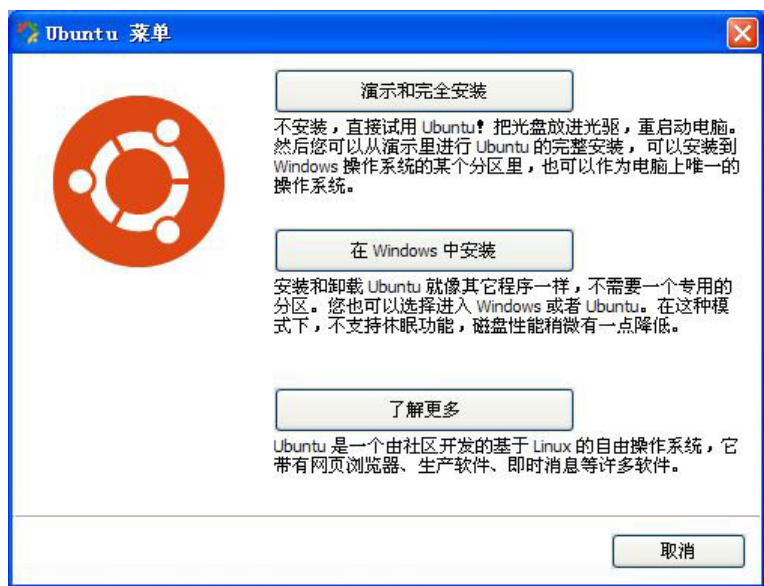 Ubuntu 菜单
演示和完全安装
不安装，直接试用 Ubuntu！把光盘放进光驱，重启动电脑。
然后您可以从演示里进行 Ubuntu 的完整安装，可以安装到
Windows 操作系统的某个分区里，也可以作为电脑上唯一的
操作系统。
在 Windows 中安装
安装和卸载 Ubuntu 就像其它程序一样，不需要一个专用的
分区。您也可以选择进入 Windows 或者 Ubuntu。在这种模
式下，不支持休眠功能，磁盘性能稍微有一点降低。
了解更多
Ubuntu 是一个由社区开发的基于 Linux 的自由操作系统，它
带有网页浏览器、生产软件、即时消息等许多软件。
取消